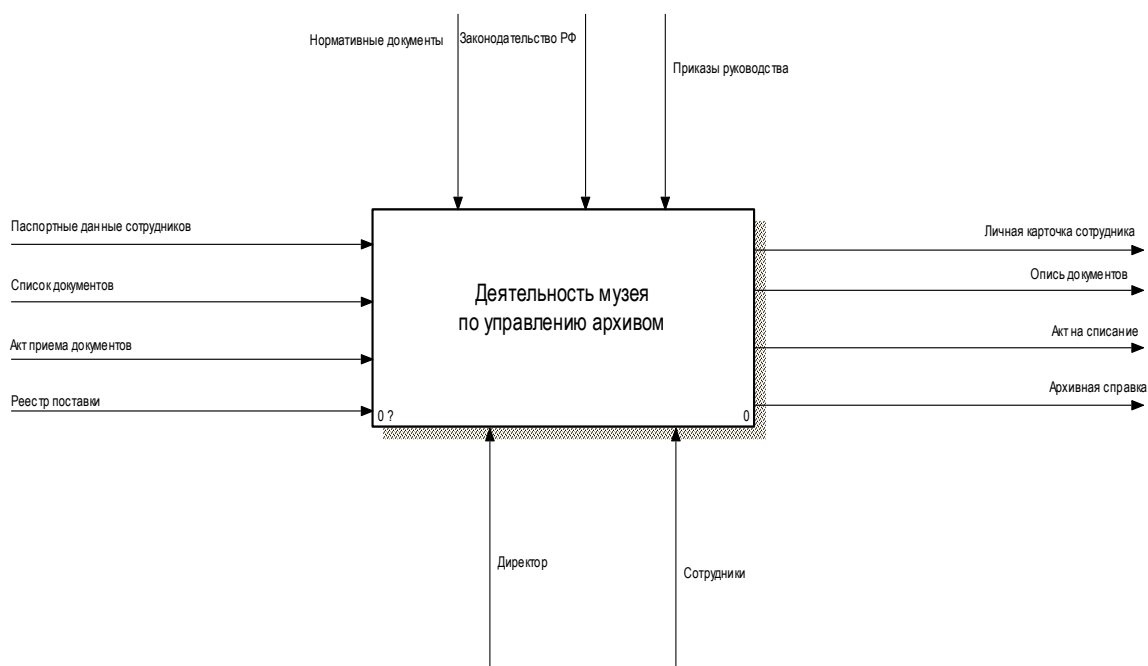 Нормативные документы
Законодательство РФ
Приказы руководства
Паспортные данные сотрудников
Список документов
Акт приема документов
Реестр поставки
Деятельность музея
по управлению архивом
0 ?
0
Личная карточка сотрудника
Опись документов
Акт на списание
Архивная справка
Директор
Сотрудники